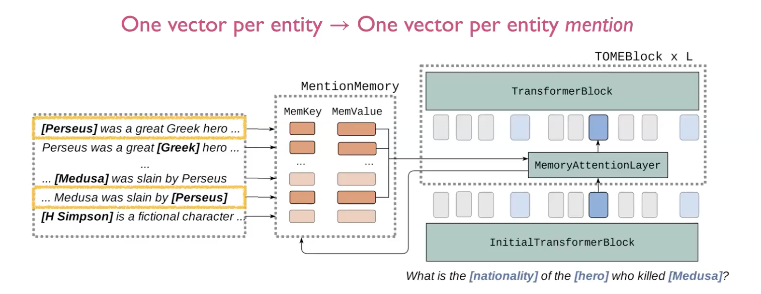 One vector per entity → One vector per entity mention
TOMEBlock x L
MentionMemory
TransformerBlock
MemKey MemValue
[Perseus] was a great Greek hero ...
Perseus was a great [Greek] hero ...
...
... [Medusa] was slain by Perseus
... Medusa was slain by [Perseus]
[H Simpson] is a fictional character ...
... ...
MemoryAttentionLayer
InitialTransformerBlock
What is the [nationality] of the [hero] who killed [Medusa]?